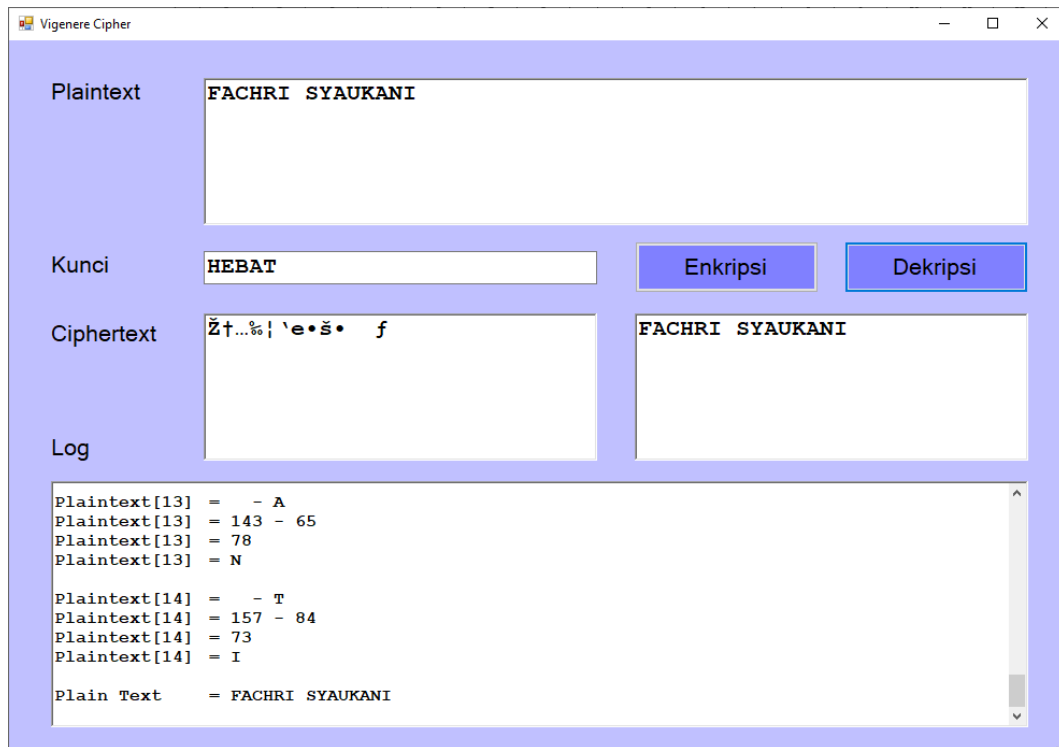 Vigenere Cipher
Plaintext
FACHRI SYAUKANI
Kunci
HEBAT
Enkripsi
Dekripsi
Ciphertext
Ž†…‰¦‘e•š•  ƒ
FACHRI SYAUKANI
Log
Plaintext[13] =   - A
Plaintext[13] = 143 - 65
Plaintext[13] = 78
Plaintext[13] = N
Plaintext[14] =   - T
Plaintext[14] = 157 - 84
Plaintext[14] = 73
Plaintext[14] = I
Plain Text    = FACHRI SYAUKANI